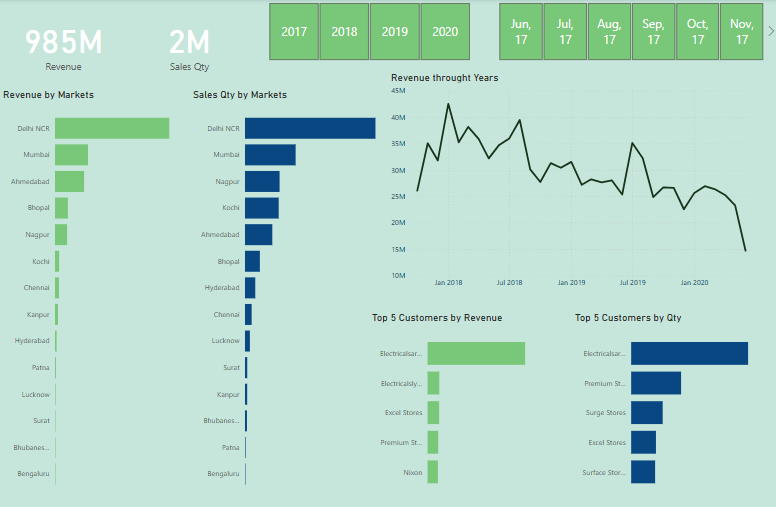 985M
Revenue
2M
Sales Qty
2017
2018
2019
2020
Jun,
17
Jul,
17
Aug,
17
Sep,
17
Oct,
17
Nov,
17
Revenue by Markets
Delhi NCR
Mumbai
Ahmedabad
Bhopal
Nagpur
Kochi
Chennai
Kanpur
Hyderabad
Patna
Lucknow
Surat
Bhubanes...
Bengaluru
Sales Qty by Markets
Delhi NCR
Mumbai
Nagpur
Kochi
Ahmedabad
Bhopal
Hyderabad
Chennai
Lucknow
Surat
Kanpur
Bhubanes...
Patna
Bengaluru
Revenue throught Years
45M
40M
35M
30M
25M
20M
15M
10M
Jan 2018
Jul 2018
Jan 2019
Jul 2019
Jan 2020
Top 5 Customers by Revenue
Electricalsar...
Electricalsly...
Excel Stores
Premium St...
Nixon
Top 5 Customers by Qty
Electricalsar...
Premium St...
Surge Stores
Excel Stores
Surface Stor...